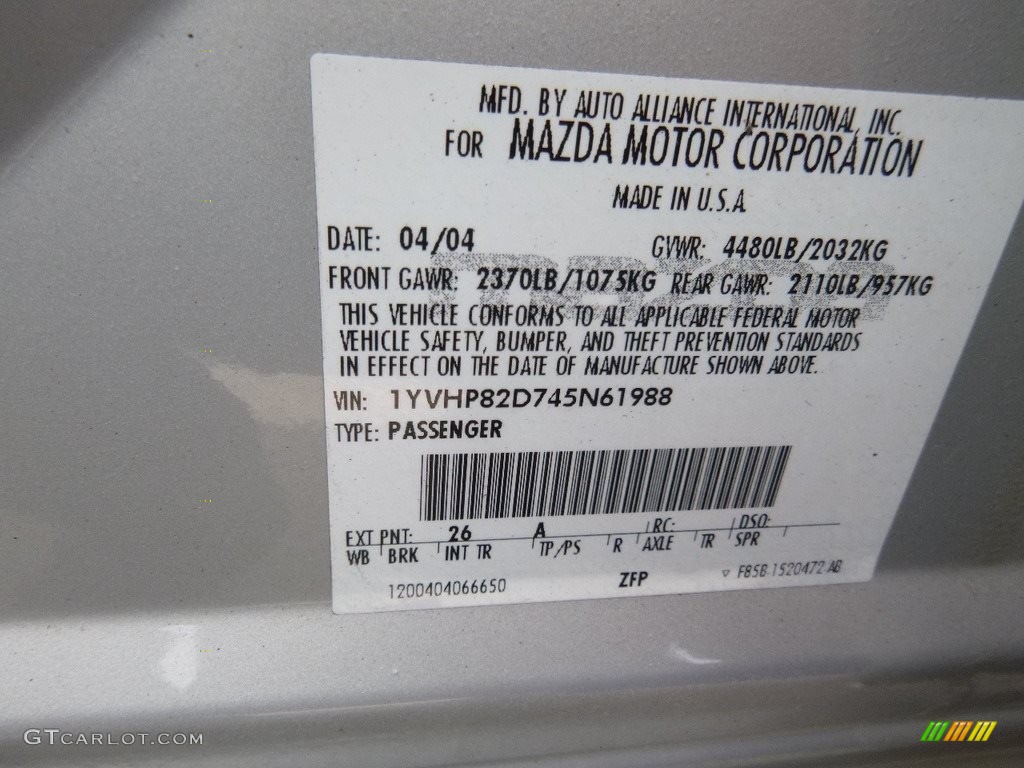 MFD. BY AUTO ALLIANCE INTERNATIONAL, INC.
FOR MAZDA MOTOR CORPORATION
MADE IN U.S.A.
DATE: 04/04 GVWR: 4480LB/2032KG
FRONT GAWR: 2370LB/1075KG REAR GAWR: 2110LB/957KG
THIS VEHICLE CONFORMS TO ALL APPLICABLE FEDERAL MOTOR
VEHICLE SAFETY, BUMPER, AND THEFT PREVENTION STANDARDS
IN EFFECT ON THE DATE OF MANUFACTURE SHOWN ABOVE.
VIN: 1YVHP82D745N61988
TYPE: PASSENGER
EXT PNT: 26 A RC: DSO:
WB BRK INT TR TP/PS R AXLE TR SPR
1200404066650 ZFP F85B 1520472 AB
GTCARLOT.COM